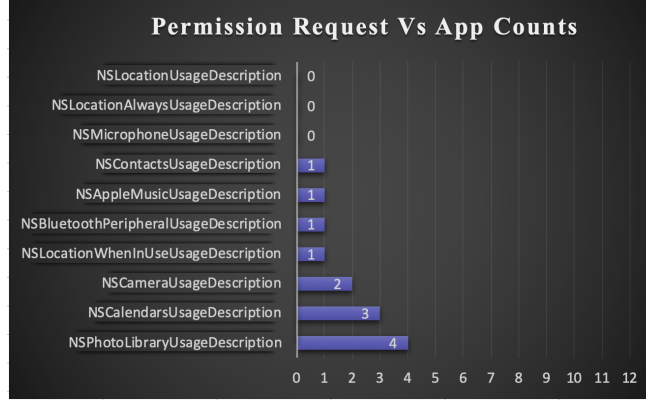 Permission Request Vs App Counts
NSLocationUsageDescription 0
NSLocationAlwaysUsageDescription 0
NSMicrophoneUsageDescription 0
NSContactsUsageDescription 1
NSAppleMusicUsageDescription 1
NSBluetoothPeripheralUsageDescription 1
NSLocationWhenInUseUsageDescription 1
NSCameraUsageDescription 2
NSCalendarsUsageDescription 3
NSPhotoLibraryUsageDescription 4
0 1 2 3 4 5 6 7 8 9 10 11 12